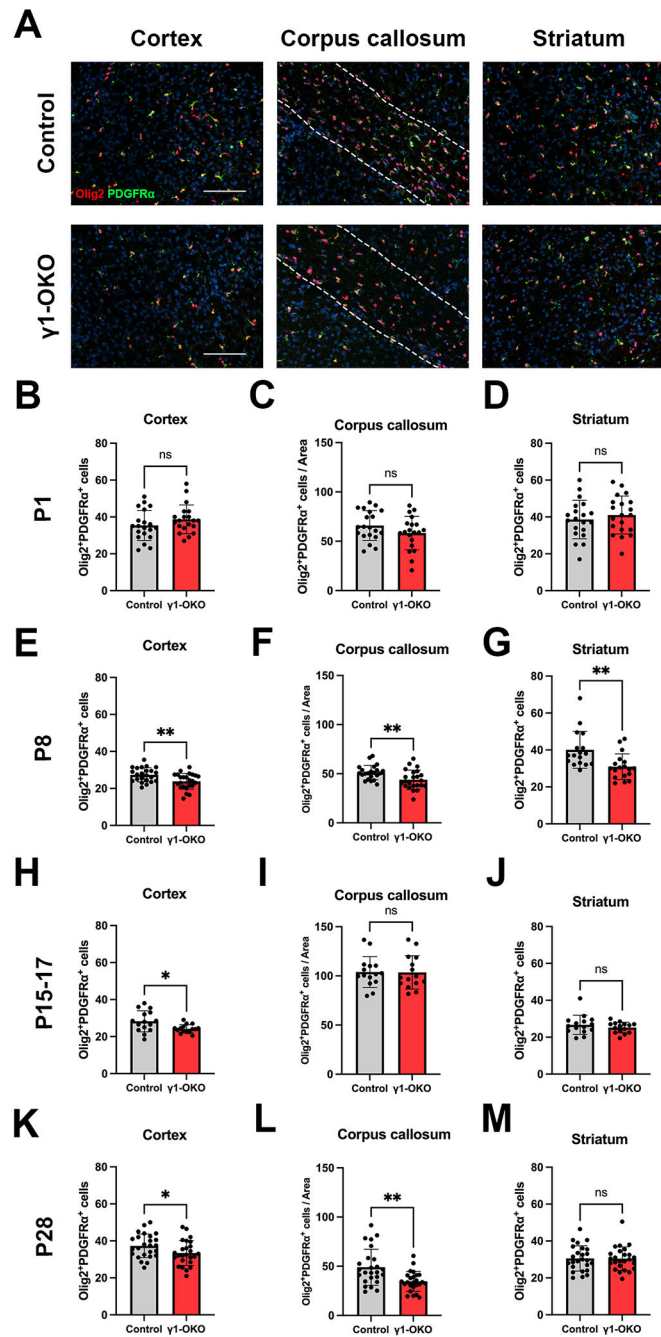 A
Cortex
Corpus callosum
Striatum
Control
Olig2 PDGFRα
γ1-OKO
B
C
D
P1
Cortex
Olig2⁺PDGFRα⁺ cells
80
60
40
20
0
ns
Control γ1-OKO
Corpus callosum
Olig2⁺PDGFRα⁺ cells / Area
150
100
50
0
ns
Control γ1-OKO
Striatum
Olig2⁺PDGFRα⁺ cells
80
60
40
20
0
ns
Control γ1-OKO
E
F
G
P8
Cortex
Olig2⁺PDGFRα⁺ cells
80
60
40
20
0
**
Control γ1-OKO
Corpus callosum
Olig2⁺PDGFRα⁺ cells / Area
150
100
50
0
**
Control γ1-OKO
Striatum
Olig2⁺PDGFRα⁺ cells
80
60
40
20
0
**
Control γ1-OKO
H
I
J
P15-17
Cortex
Olig2⁺PDGFRα⁺ cells
80
60
40
20
0
*
Control γ1-OKO
Corpus callosum
Olig2⁺PDGFRα⁺ cells / Area
150
100
50
0
ns
Control γ1-OKO
Striatum
Olig2⁺PDGFRα⁺ cells
80
60
40
20
0
ns
Control γ1-OKO
K
L
M
P28
Cortex
Olig2⁺PDGFRα⁺ cells
80
60
40
20
0
*
Control γ1-OKO
Corpus callosum
Olig2⁺PDGFRα⁺ cells / Area
150
100
50
0
**
Control γ1-OKO
Striatum
Olig2⁺PDGFRα⁺ cells
80
60
40
20
0
ns
Control γ1-OKO